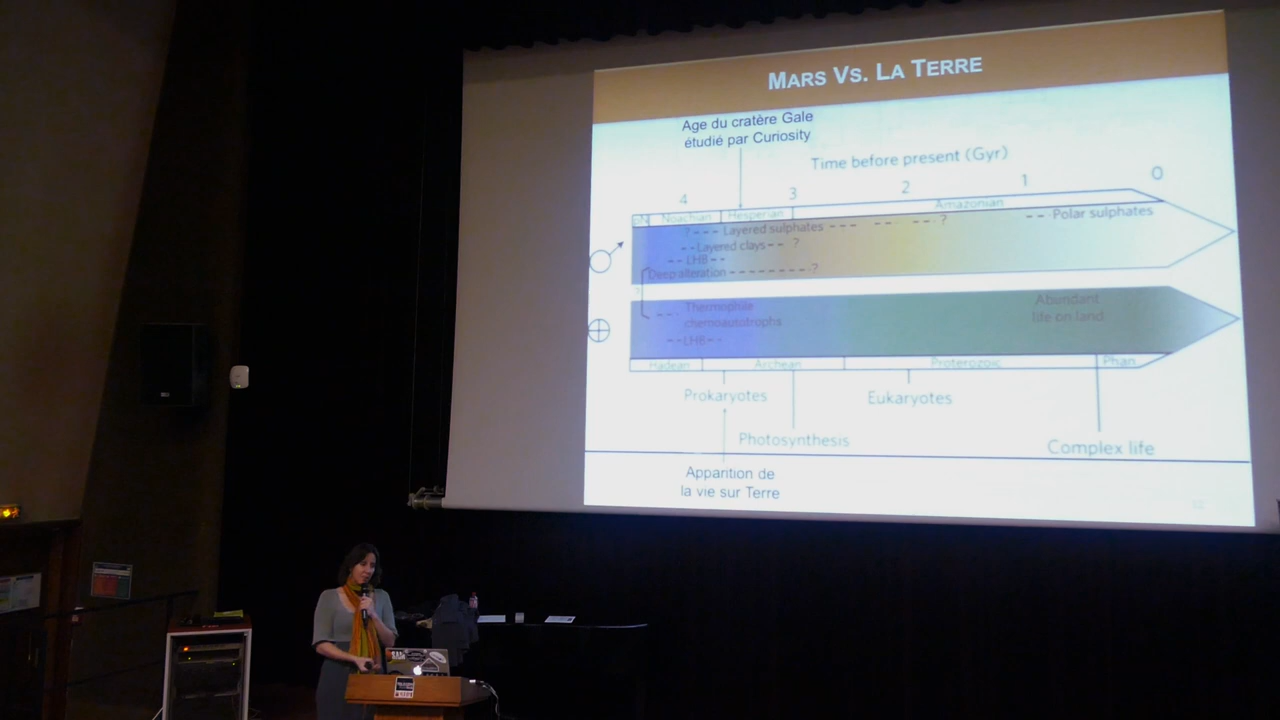 MARS VS. LA TERRE
Age du cratère Gale
étudié par Curiosity
Time before present (Gyr)
4 3 2 1 0
pN Noachian Hesperian Amazonian
? Layered sulphates ? Polar sulphates
Layered clays ?
LHB
Deep alteration ?
?
Thermophile
chemoautotrophs
Abundant
life on land
LHB
Hadean Archean Proterozoic Phan
Prokaryotes Eukaryotes
Photosynthesis Complex life
Apparition de
la vie sur Terre